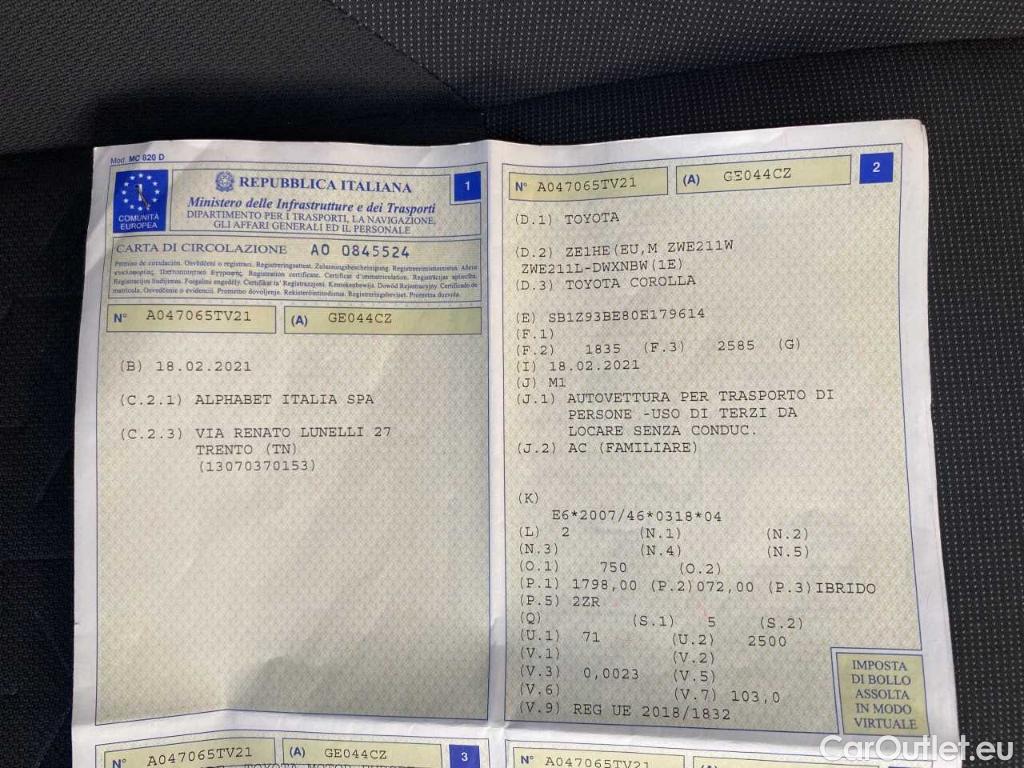 Mod. MC 820 D
COMUNITÀ
EUROPEA
REPUBBLICA ITALIANA
1
Ministero delle Infrastrutture e dei Trasporti
DIPARTIMENTO PER I TRASPORTI, LA NAVIGAZIONE,
GLI AFFARI GENERALI ED IL PERSONALE
CARTA DI CIRCOLAZIONE AO 0845524
N° A047065TV21 (A) GE044CZ
(B) 18.02.2021
(C.2.1) ALPHABET ITALIA SPA
(C.2.3) VIA RENATO LUNELLI 27
TRENTO (TN)
(13070370153)
N° A047065TV21 (A) GE044CZ 2
(D.1) TOYOTA
(D.2) ZE1HE(EU,M ZWE211W
ZWE211L-DWXNBW(1E)
(D.3) TOYOTA COROLLA
(E) SB1Z93BE80E179614
(F.1)
(F.2) 1835 (F.3) 2585 (G)
(I) 18.02.2021
(J) M1
(J.1) AUTOVETTURA PER TRASPORTO DI
PERSONE -USO DI TERZI DA
LOCARE SENZA CONDUC.
(J.2) AC (FAMILIARE)
(K)
E6*2007/46*0318*04
(L) 2 (N.1) (N.2)
(N.3) (N.4) (N.5)
(O.1) 750 (O.2)
(P.1) 1798,00 (P.2)072,00 (P.3)IBRIDO
(P.5) 2ZR
(Q) (S.1) 5 (S.2)
(U.1) 71 (U.2) 2500
(V.1) (V.2)
(V.3) 0,0023 (V.5)
(V.6) (V.7) 103,0
(V.9) REG UE 2018/1832
IMPOSTA
DI BOLLO
ASSOLTA
IN MODO
VIRTUALE
N° A047065TV21 (A) GE044CZ 3
N° A047065TV21
CarOutlet.eu